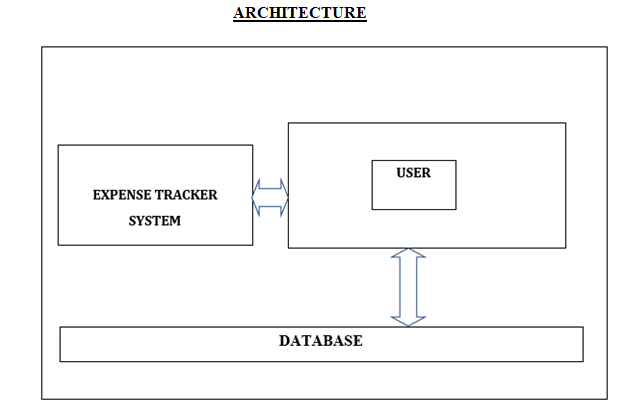 ARCHITECTURE
USER
EXPENSE TRACKER
SYSTEM
DATABASE